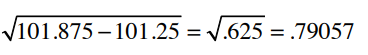 √101.875 – 101.25 = √.625 = .79057